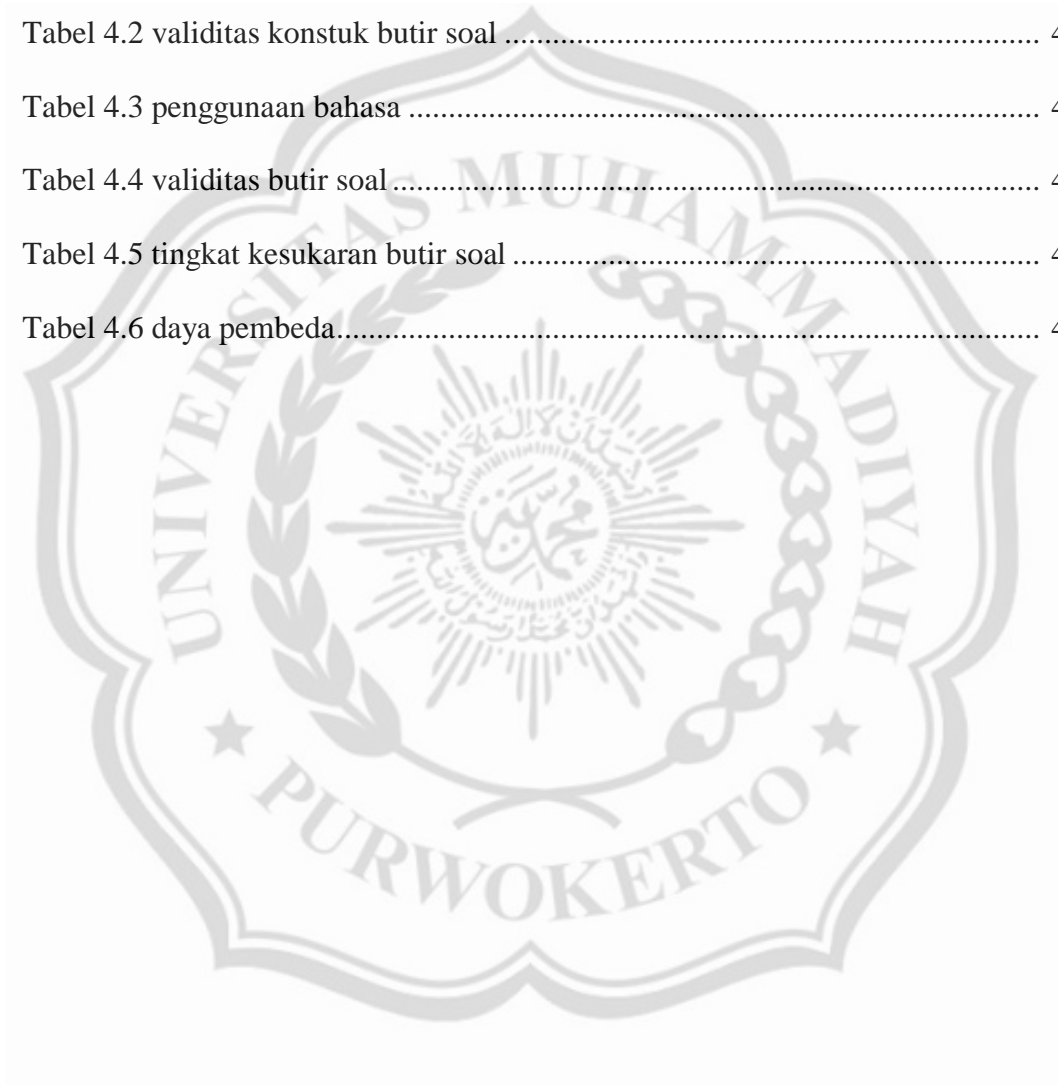 Tabel 4.2 validitas konstuk butir soal ................................................................... 4
Tabel 4.3 penggunaan bahasa ............................................................................... 4
Tabel 4.4 validitas butir soal ................................................................................. 4
Tabel 4.5 tingkat kesukaran butir soal .................................................................. 4
Tabel 4.6 daya pembeda........................................................................................ 4
UNIVERSITAS MUHAMMADIYAH
محمد
PURWOKERTO